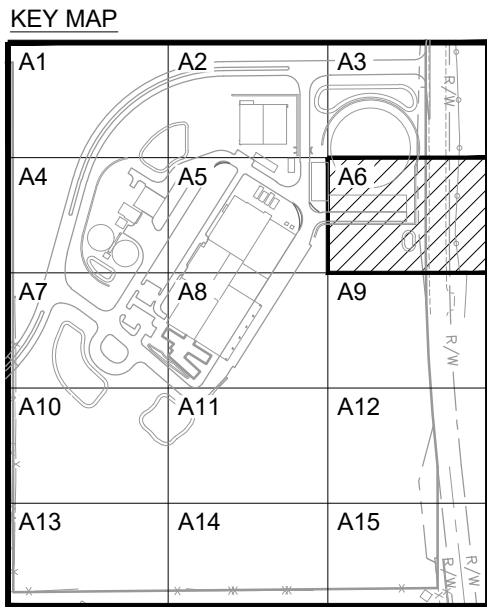 KEY MAP
A1
A2
A3
R/W
A4
A5
A6
A7
A8
A9
R/W
R/W
A10
A11
A12
A13
A14
A15
R/W
R/W